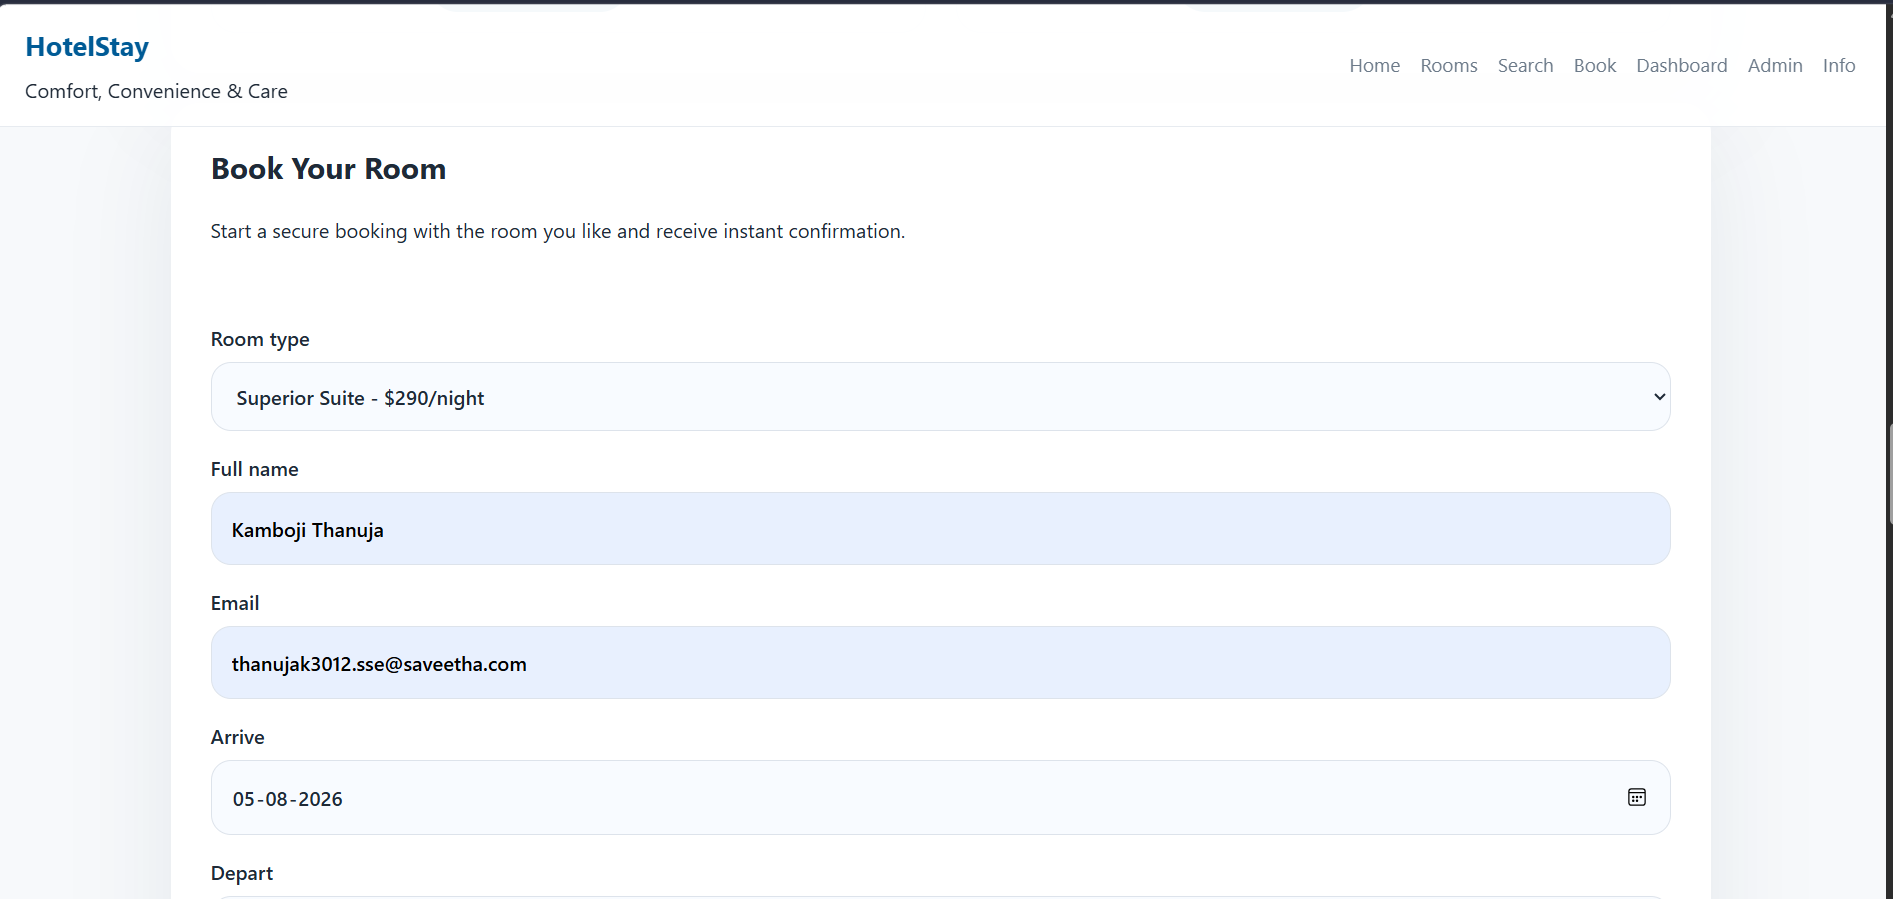 HotelStay
Comfort, Convenience & Care
Home Rooms Search Book Dashboard Admin Info
Book Your Room
Start a secure booking with the room you like and receive instant confirmation.
Room type
Superior Suite - $290/night
Full name
Kamboji Thanuja
Email
thanujak3012.sse@saveetha.com
Arrive
05-08-2026
Depart